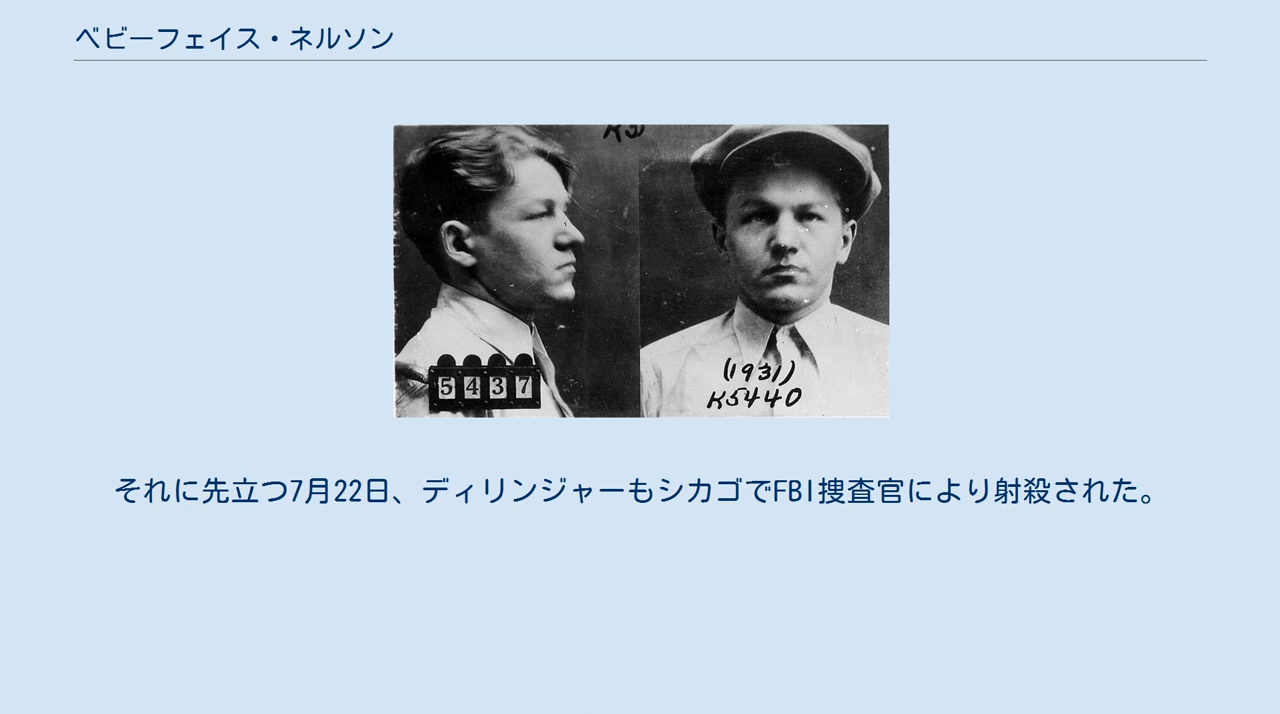 ベビーフェイス・ネルソン
5437
(1931)
K5440
それに先立つ7月22日、ディリンジャーもシカゴでFBI捜査官により射殺された。